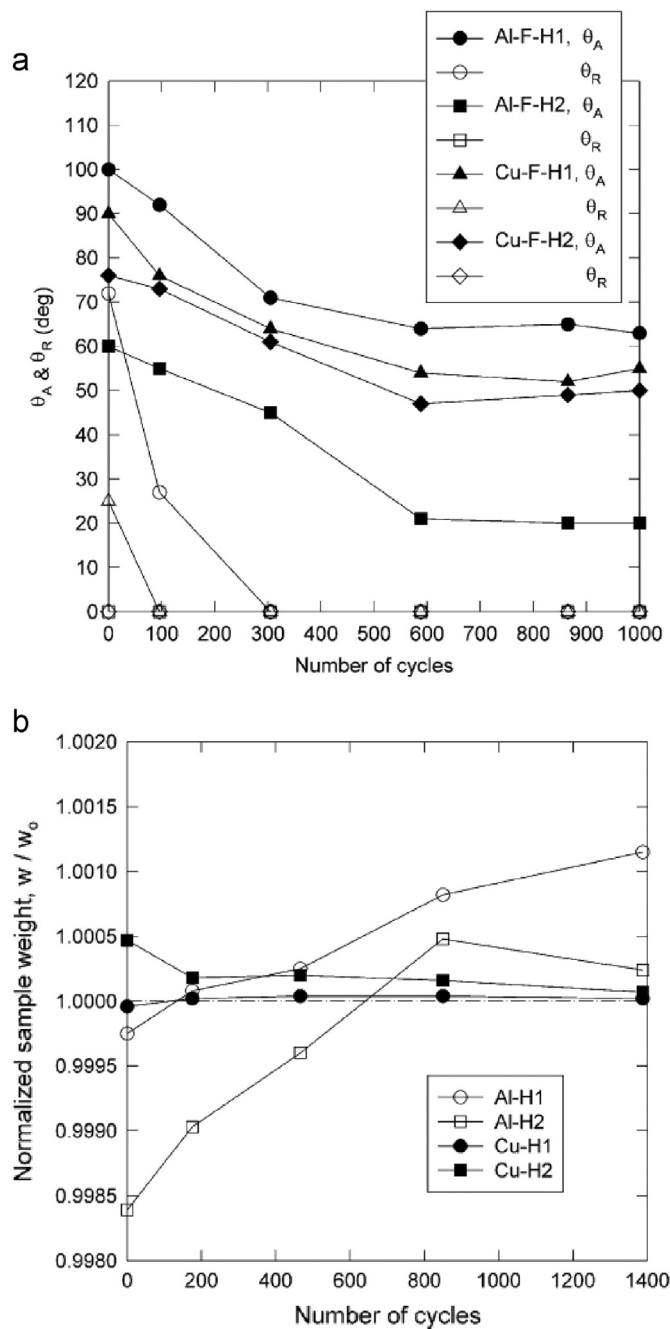 a
Al-F-H1, θA
θR
Al-F-H2, θA
θR
Cu-F-H1, θA
θR
Cu-F-H2, θA
θR
120
110
100
90
80
70
60
50
40
30
20
10
0
θA & θR (deg)
0 100 200 300 400 500 600 700 800 900 1000
Number of cycles
b
1.0020
1.0015
1.0010
1.0005
1.0000
0.9995
0.9990
0.9985
0.9980
Normalized sample weight, w / wo
Al-H1
Al-H2
Cu-H1
Cu-H2
0 200 400 600 800 1000 1200 1400
Number of cycles